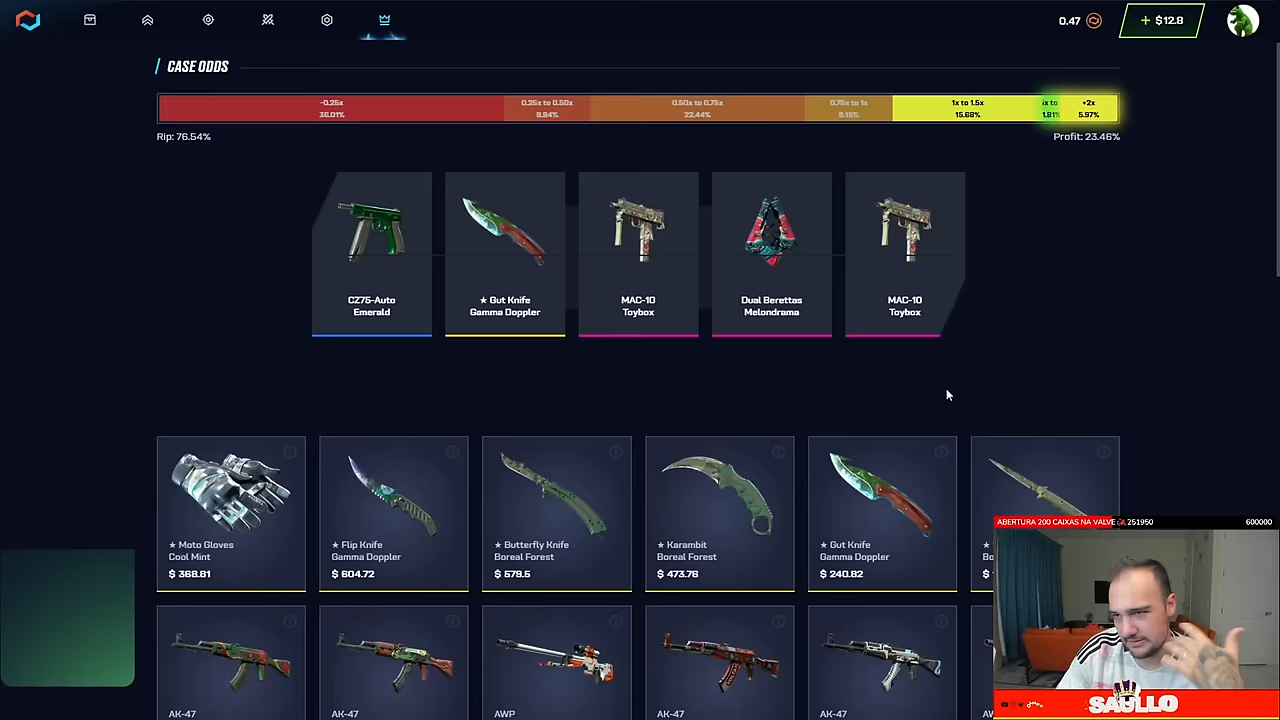 0.47
+ $12.8
CASE ODDS
-0.25x
36.01%
0.25x to 0.50x
8.94%
0.50x to 0.75x
22.44%
0.75x to 1x
9.15%
1x to 1.5x
15.68%
1.81%
+2x
5.97%
Rip: 76.54%
Profit: 23.46%
CZ75-Auto
Emerald
★ Gut Knife
Gamma Doppler
MAC-10
Toybox
Dual Berettas
Melondrama
MAC-10
Toybox
★ Moto Gloves
Cool Mint
$ 368.81
★ Flip Knife
Gamma Doppler
$ 604.72
★ Butterfly Knife
Boreal Forest
$ 579.5
★ Karambit
Boreal Forest
$ 473.76
★ Gut Knife
Gamma Doppler
$ 240.82
ABERTURA 200 CAIXAS NA VALVE
251950
600000
AK-47
AK-47
AWP
AK-47
AK-47
SAULLO